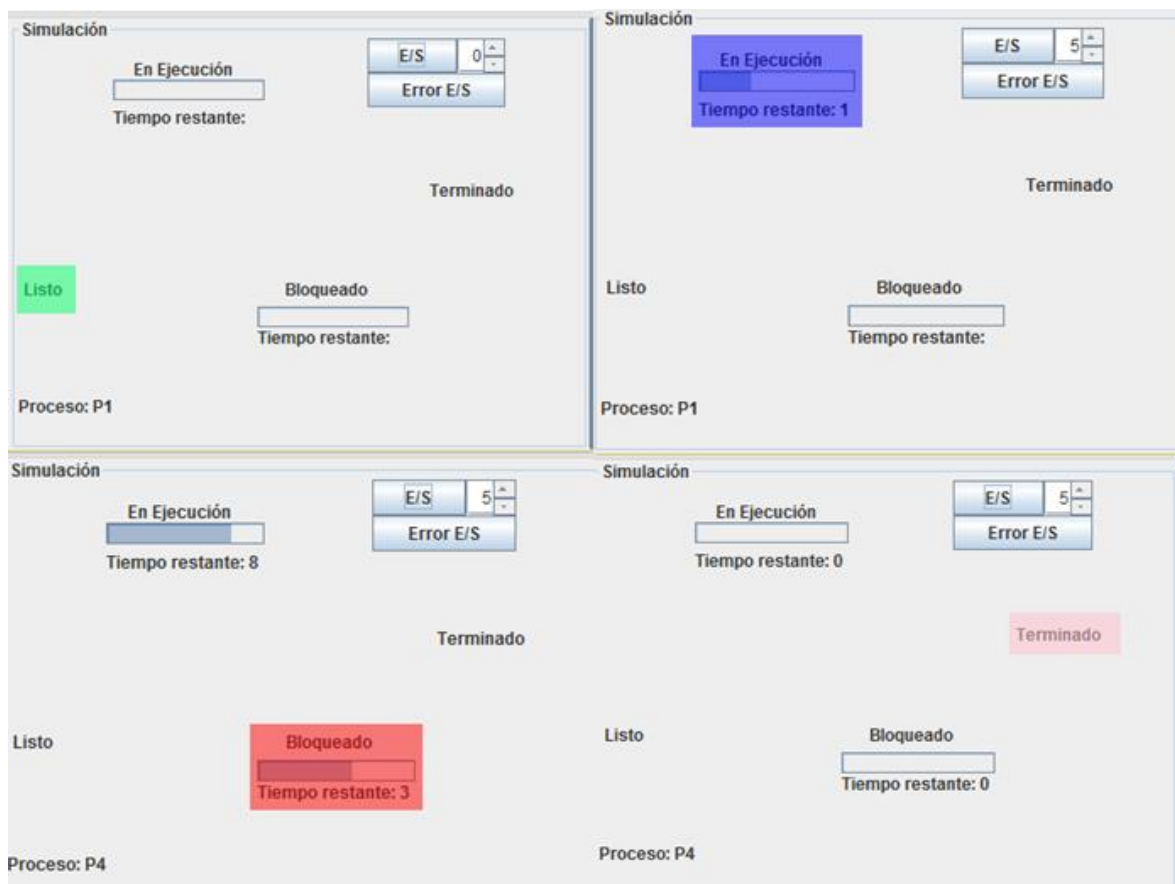 Simulación
E/S 0
En Ejecución
Error E/S
Tiempo restante:
Terminado
Listo
Bloqueado
Tiempo restante:
Proceso: P1
Simulación
E/S 5
En Ejecución
Error E/S
Tiempo restante: 1
Terminado
Listo
Bloqueado
Tiempo restante:
Proceso: P1
Simulación
E/S 5
En Ejecución
Error E/S
Tiempo restante: 8
Terminado
Listo
Bloqueado
Tiempo restante: 3
Proceso: P4
Simulación
E/S 5
En Ejecución
Error E/S
Tiempo restante: 0
Terminado
Listo
Bloqueado
Tiempo restante: 0
Proceso: P4